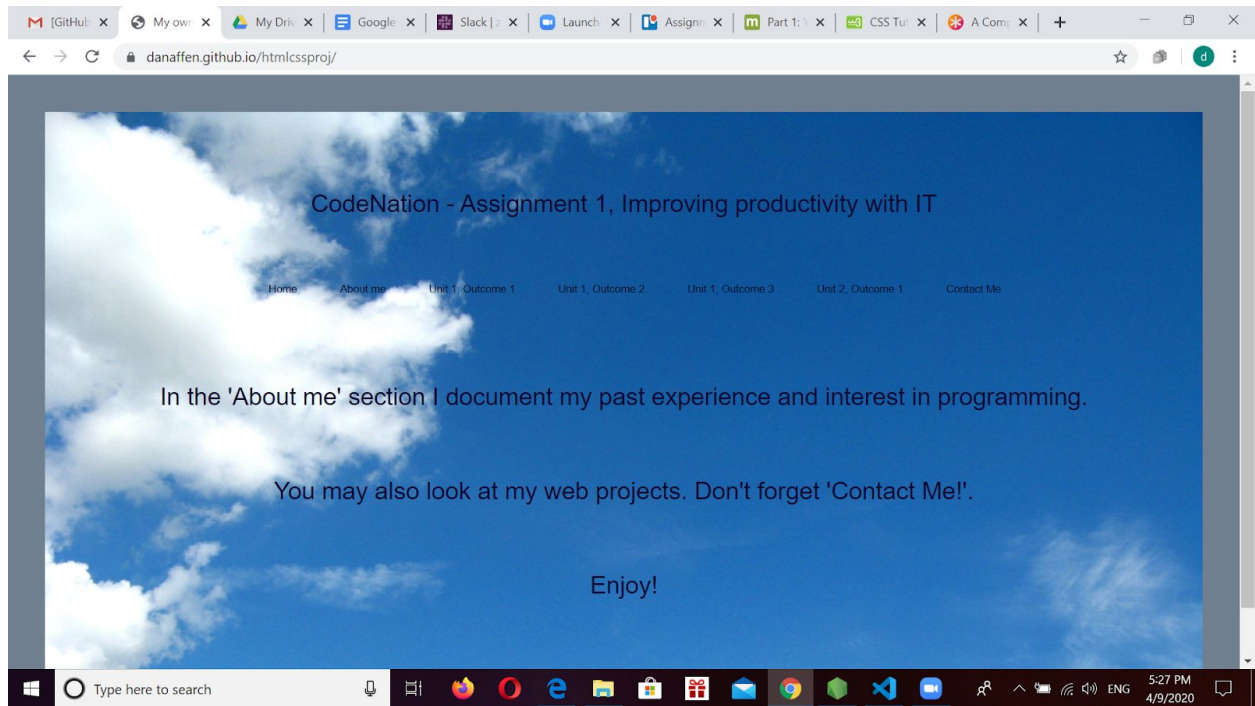 [GitHub
My own
My Driv
Google
Slack |
Launch
Assignn
Part 1:
CSS Tut
A Comp
danaffen.github.io/htmlcssproj/
d
CodeNation - Assignment 1, Improving productivity with IT
Home About me Unit 1, Outcome 1 Unit 1, Outcome 2 Unit 1, Outcome 3 Unit 2, Outcome 1 Contact Me
In the 'About me' section I document my past experience and interest in programming.
You may also look at my web projects. Don't forget 'Contact Me!'.
Enjoy!
Type here to search
ENG
5:27 PM
4/9/2020